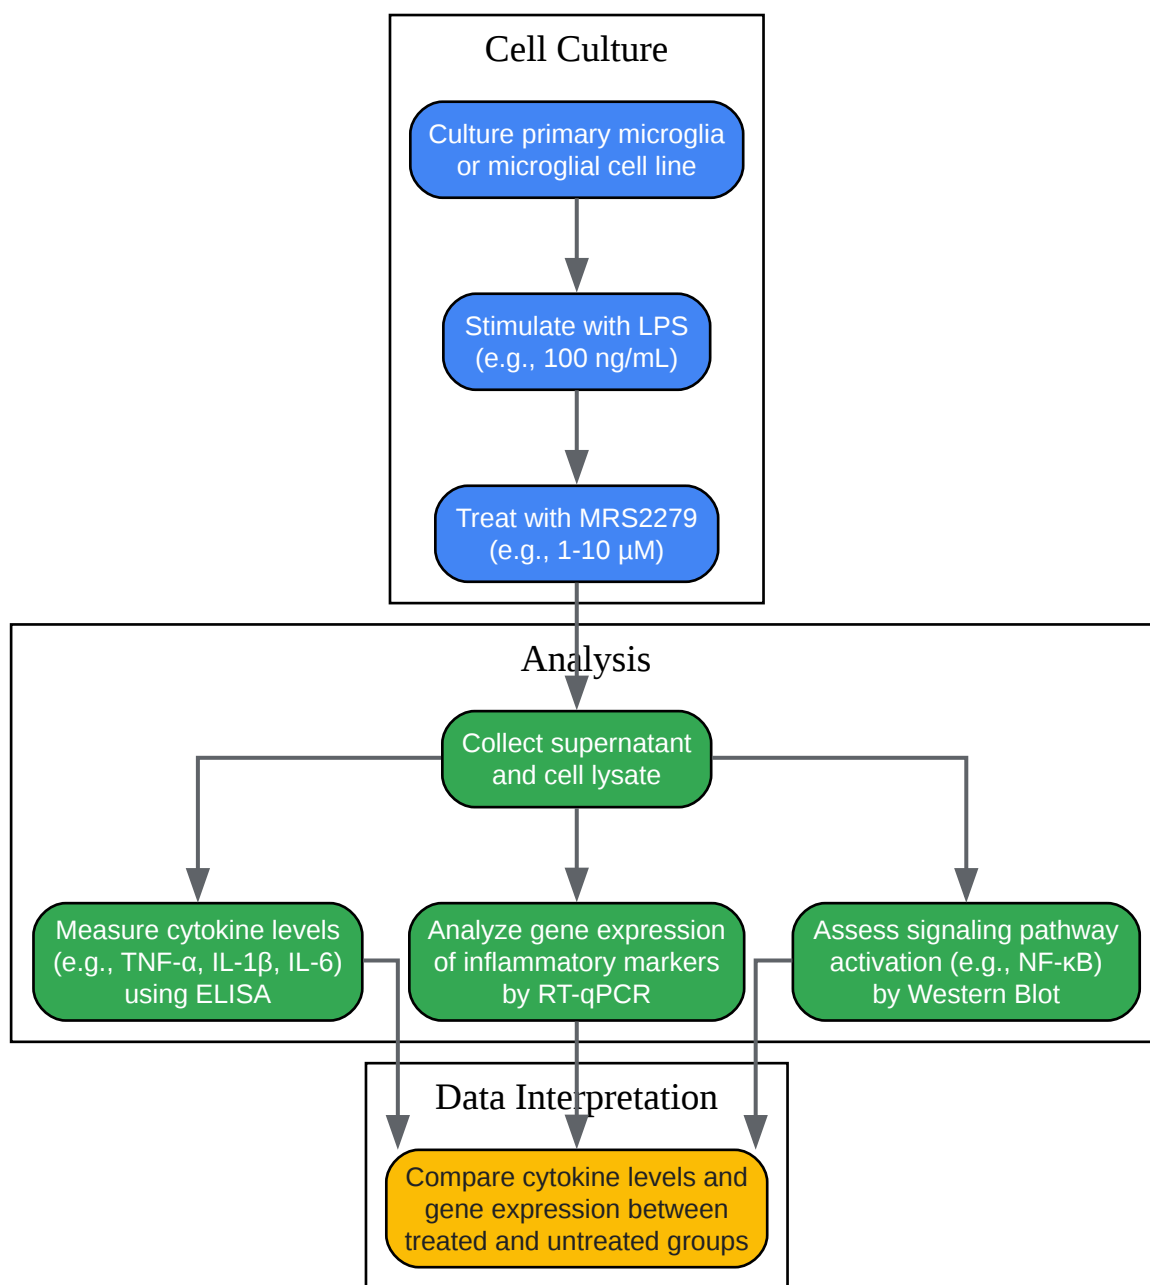 Cell Culture
Culture primary microglia
or microglial cell line
Stimulate with LPS
(e.g., 100 ng/mL)
Treat with MRS2279
(e.g., 1-10 µM)
Analysis
Collect supernatant
and cell lysate
Measure cytokine levels
(e.g., TNF-α, IL-1β, IL-6)
using ELISA
Analyze gene expression
of inflammatory markers
by RT-qPCR
Assess signaling pathway
activation (e.g., NF-κB)
by Western Blot
Data Interpretation
Compare cytokine levels and
gene expression between
treated and untreated groups